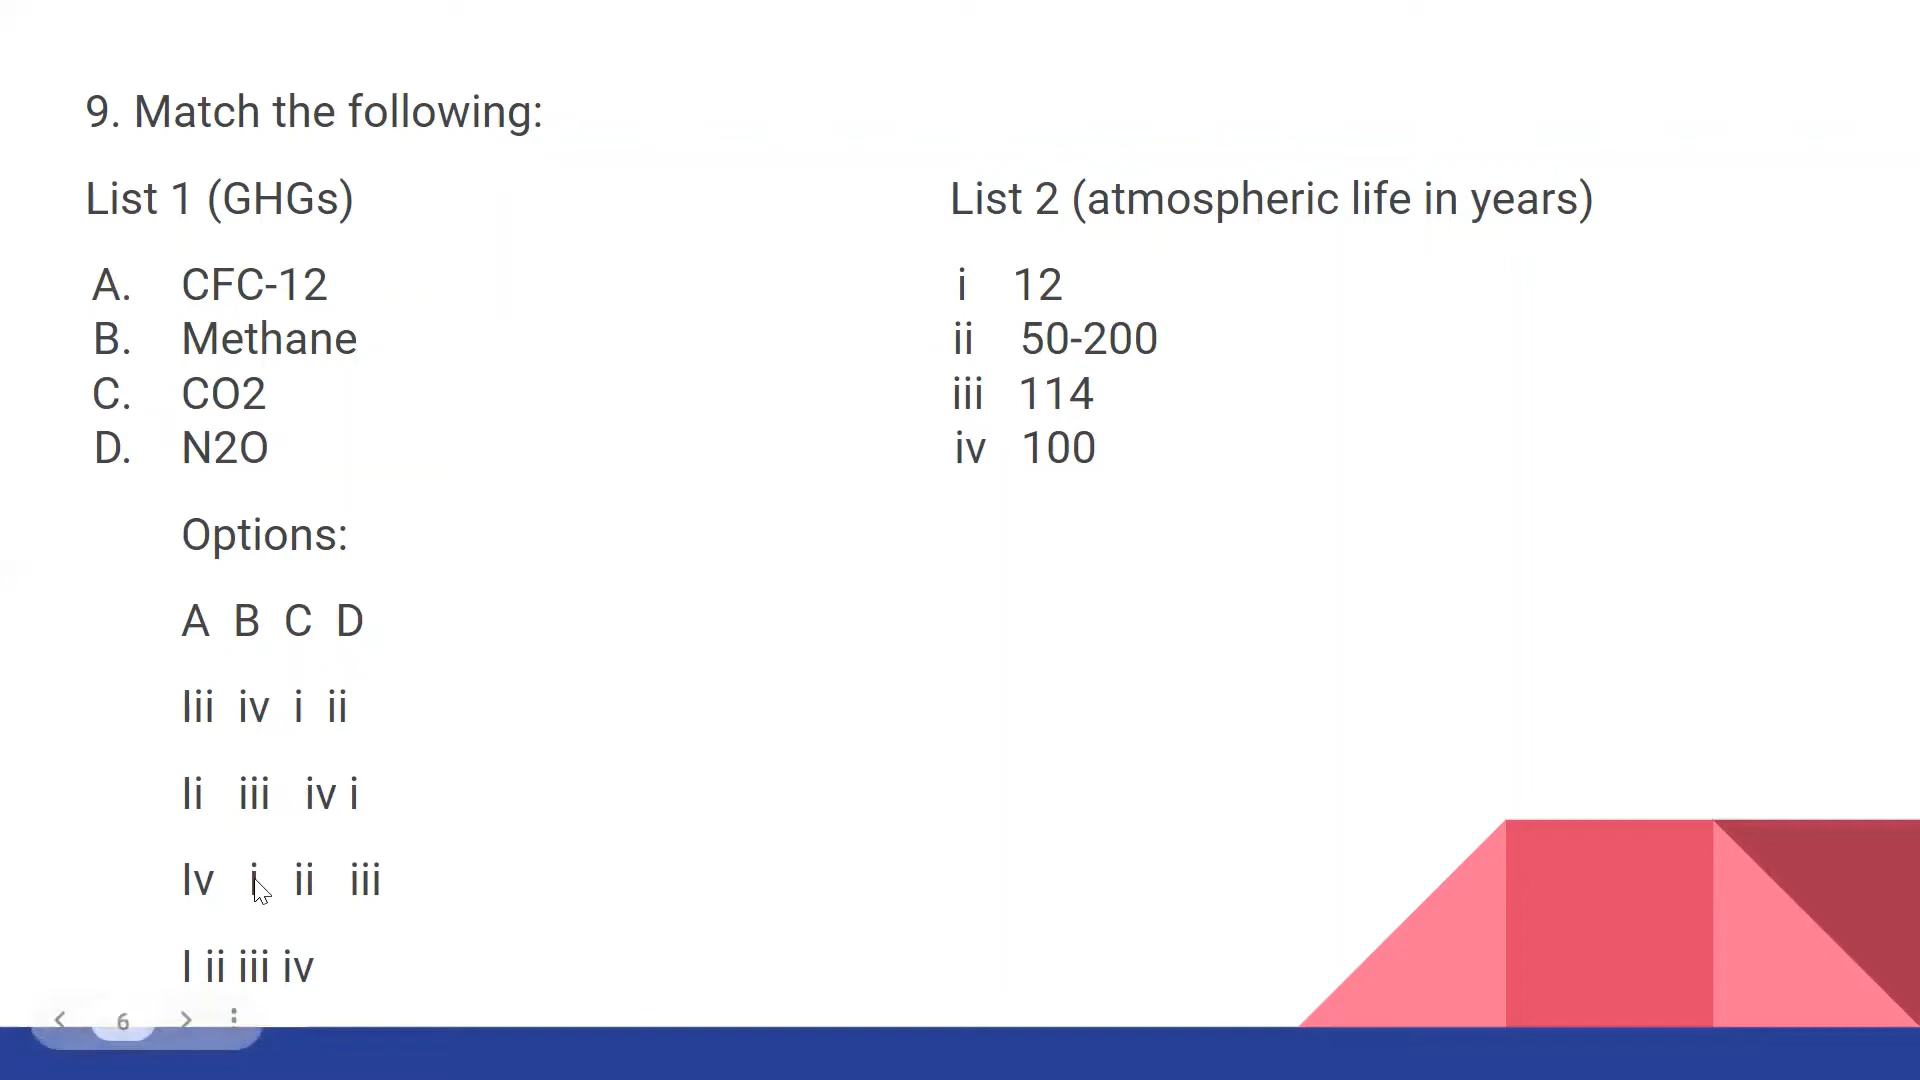 9. Match the following:
List 1 (GHGs) List 2 (atmospheric life in years)
A. CFC-12 i 12
B. Methane ii 50-200
C. CO2 iii 114
D. N2O iv 100
Options:
A B C D
Iii iv i ii
Ii iii iv i
Iv i ii iii
I ii iii iv
6